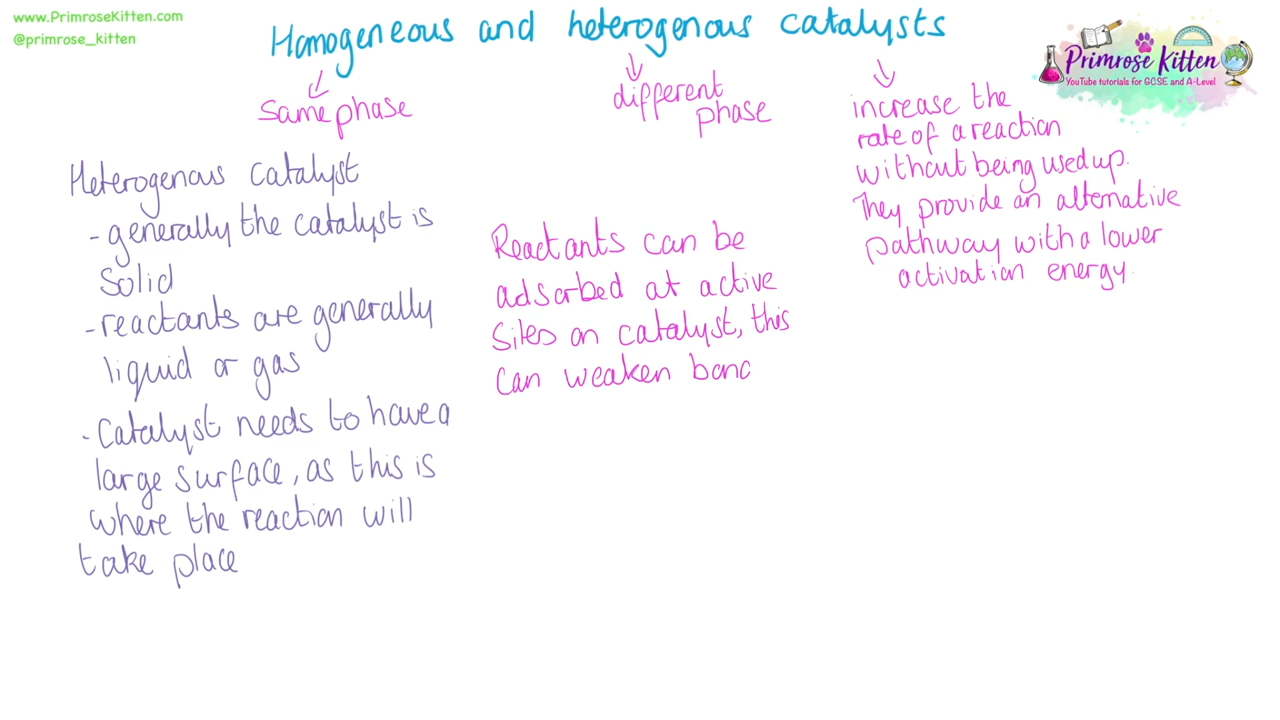 www.PrimroseKitten.com
@primrose_kitten
Homogeneous and heterogenous catalysts
Primrose Kitten
YouTube tutorials for GCSE and A-Level
same phase
different
phase
increase the
rate of a reaction
without being used up.
They provide an alternative
pathway with a lower
activation energy.
Heterogenous catalyst
- generally the catalyst is
solid
- reactants are generally
liquid or gas
- Catalyst needs to have a
large surface, as this is
where the reaction will
take place
Reactants can be
adsorbed at active
sites on catalyst, this
can weaken bond